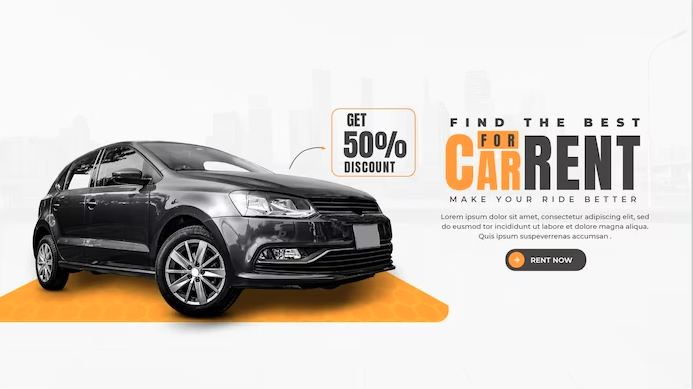 GET
50%
DISCOUNT
FIND THE BEST
FOR
CAR RENT
MAKE YOUR RIDE BETTER
Lorem ipsum dolor sit amet, consectetur adipiscing elit, sed
do eusmod tor incididunt ut labore et dolore magna aliqua.
Quis ipsum suspeverrenas accumsan .
RENT NOW